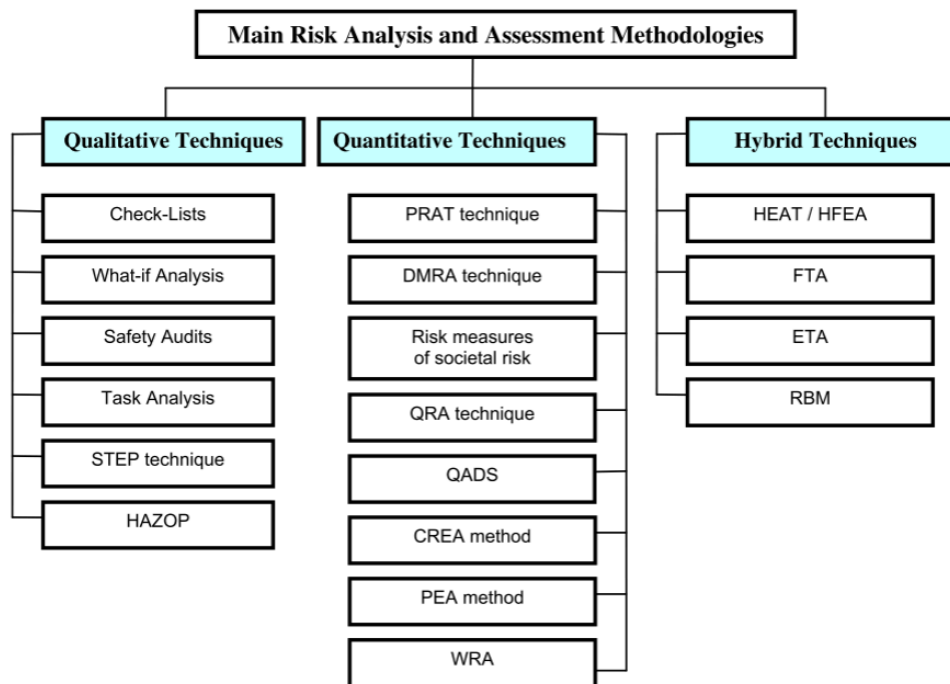 Main Risk Analysis and Assessment Methodologies
Qualitative Techniques
Check-Lists
What-if Analysis
Safety Audits
Task Analysis
STEP technique
HAZOP
Quantitative Techniques
PRAT technique
DMRA technique
Risk measures
of societal risk
QRA technique
QADS
CREA method
PEA method
WRA
Hybrid Techniques
HEAT / HFEA
FTA
ETA
RBM